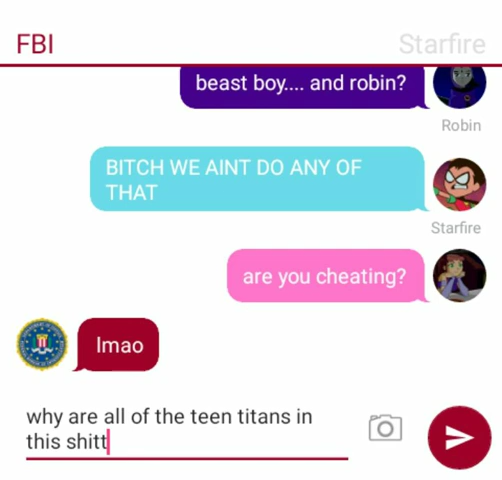 FBI
Starfire
beast boy.... and robin?
Robin
BITCH WE AINT DO ANY OF
THAT
Starfire
are you cheating?
lmao
why are all of the teen titans in
this shitt